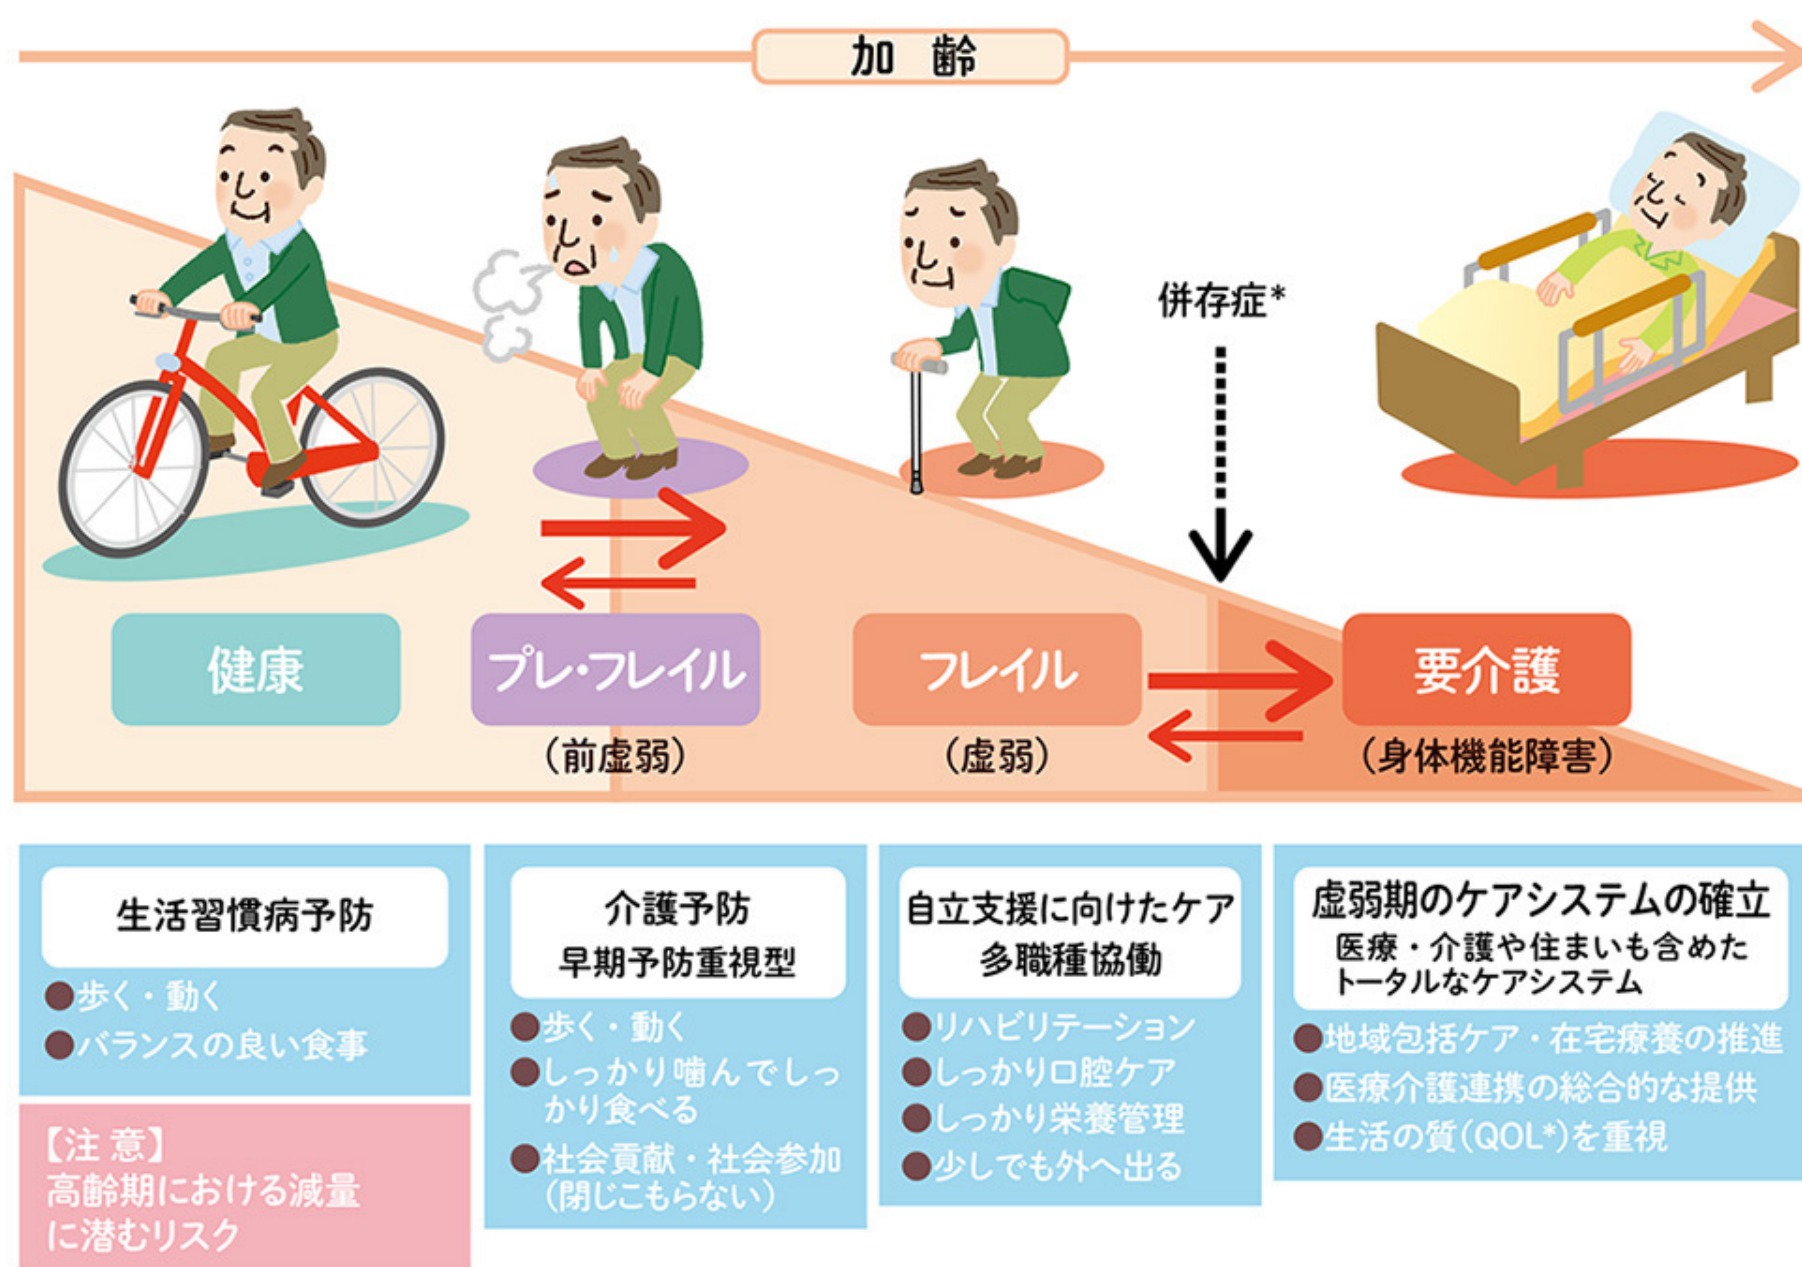 加 齢
併存症*
健康
プレ・フレイル
フレイル
要介護
（前虚弱）
（虚弱）
（身体機能障害）
生活習慣病予防
●歩く・動く
●バランスの良い食事
【注 意】
高齢期における減量
に潜むリスク
介護予防
早期予防重視型
●歩く・動く
●しっかり噛んでしっ
かり食べる
●社会貢献・社会参加
（閉じこもらない）
自立支援に向けたケア
多職種協働
●リハビリテーション
●しっかり口腔ケア
●しっかり栄養管理
●少しでも外へ出る
虚弱期のケアシステムの確立
医療・介護や住まいも含めた
トータルなケアシステム
●地域包括ケア・在宅療養の推進
●医療介護連携の総合的な提供
●生活の質(QOL*)を重視